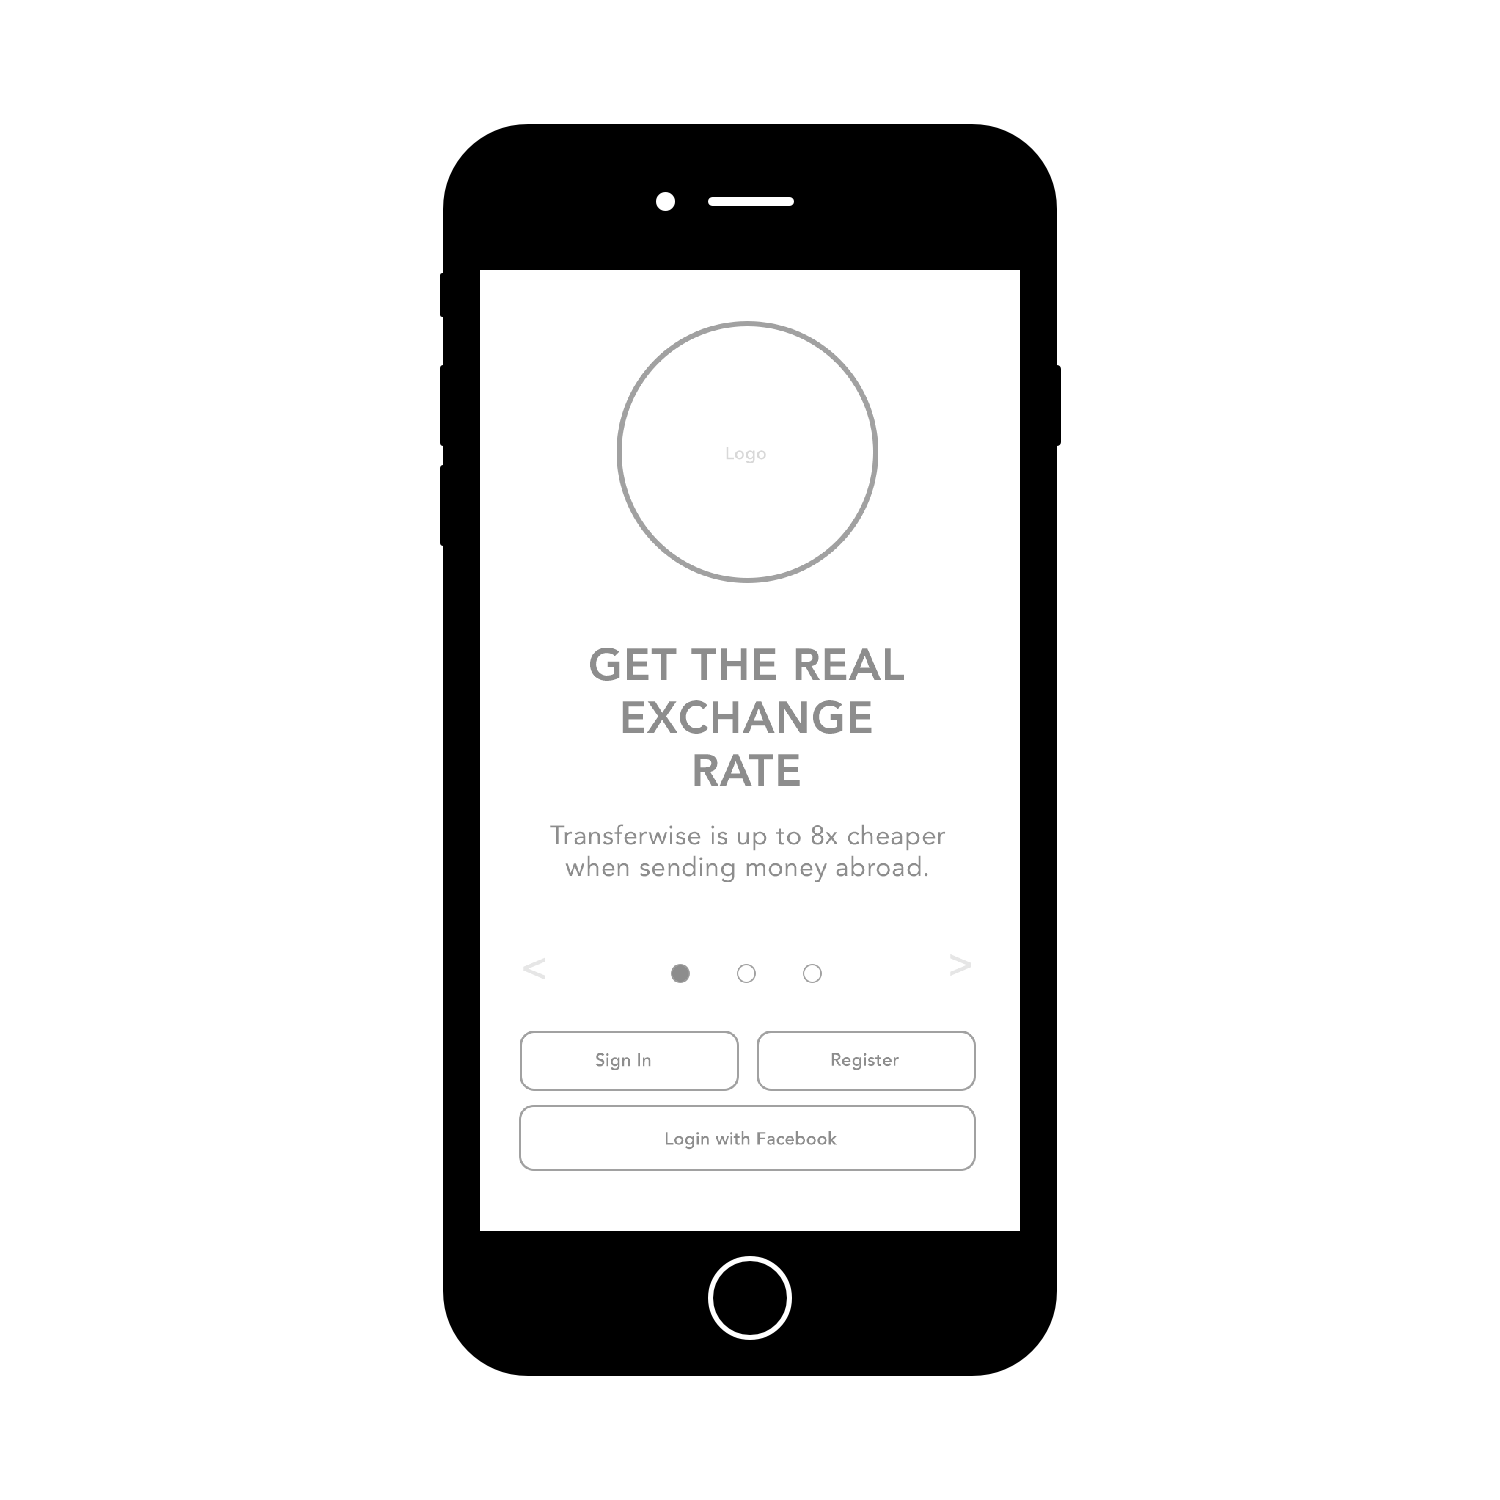 Logo
GET THE REAL
EXCHANGE
RATE
Transferwise is up to 8x cheaper
when sending money abroad.
< >
Sign In Register
Login with Facebook